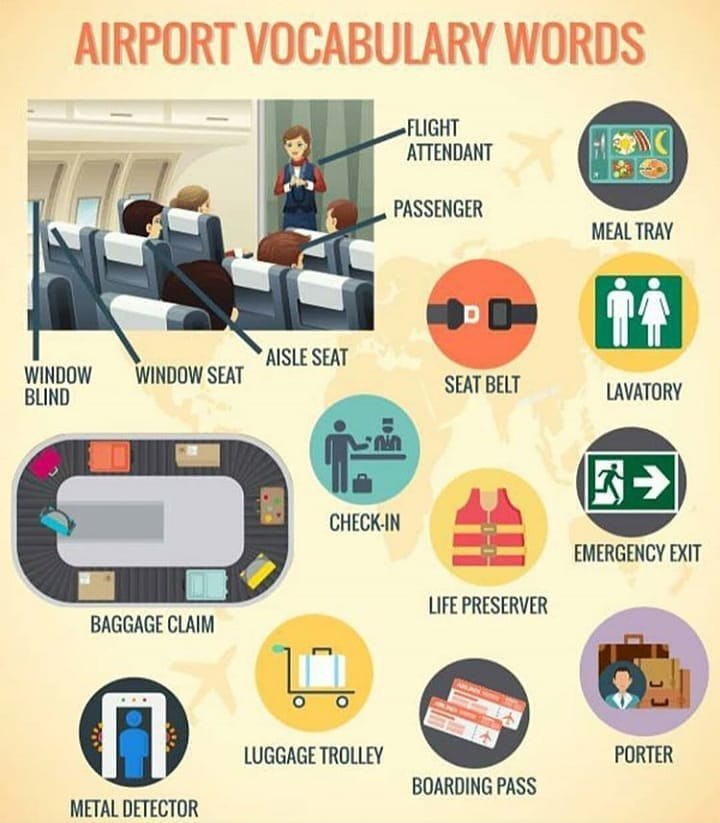 AIRPORT VOCABULARY WORDS
FLIGHT
ATTENDANT
PASSENGER
MEAL TRAY
WINDOW
BLIND
WINDOW SEAT
AISLE SEAT
SEAT BELT
LAVATORY
CHECK-IN
EMERGENCY EXIT
LIFE PRESERVER
BAGGAGE CLAIM
LUGGAGE TROLLEY
PORTER
BOARDING PASS
METAL DETECTOR